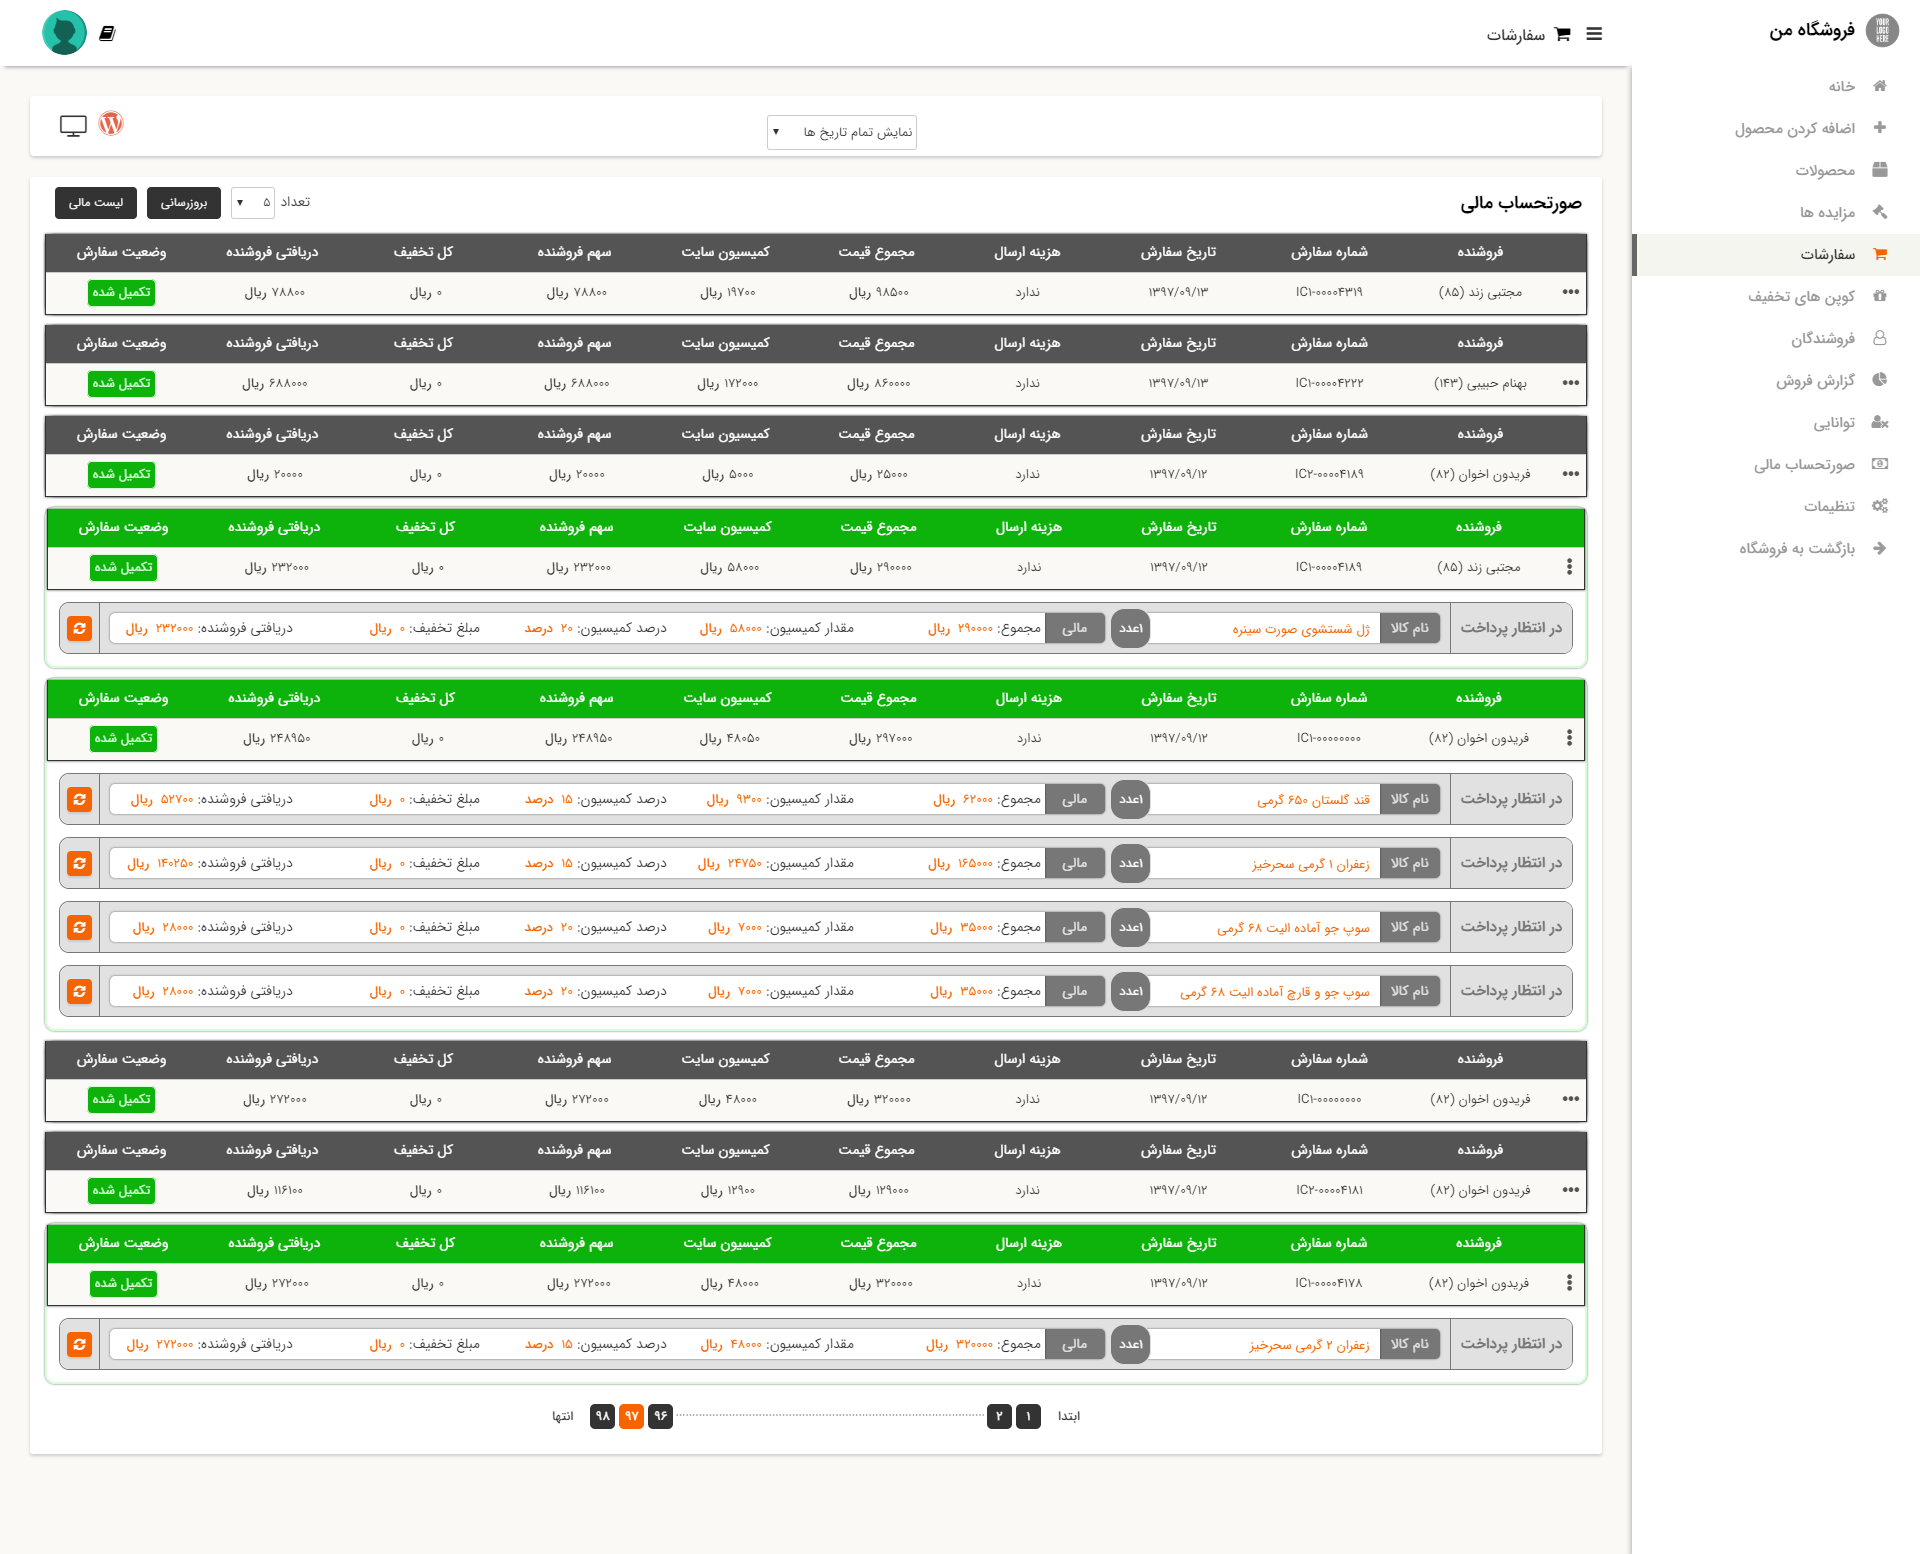 فروشگاه من
YOUR LOGO HERE
سفارشات
خانه
اضافه کردن محصول
محصولات
مزایده ها
سفارشات
کوپن های تخفیف
فروشندگان
گزارش فروش
توانایی
صورتحساب مالی
تنظیمات
بازگشت به فروشگاه
نمایش تمام تاریخ ها
صورتحساب مالی تعداد ۵ بروزرسانی لیست مالی
فروشنده شماره سفارش تاریخ سفارش هزینه ارسال مجموع قیمت کمیسیون سایت سهم فروشنده کل تخفیف دریافتی فروشنده وضعیت سفارش
مجتبی زند (۸۵) IC۱-۰۰۰۰۴۳۱۹ ۱۳۹۷/۰۹/۱۳ ندارد ۹۸۵۰۰ ریال ۱۹۷۰۰ ریال ۷۸۸۰۰ ریال ۰ ریال ۷۸۸۰۰ ریال تکمیل شده
فروشنده شماره سفارش تاریخ سفارش هزینه ارسال مجموع قیمت کمیسیون سایت سهم فروشنده کل تخفیف دریافتی فروشنده وضعیت سفارش
بهنام حبیبی (۱۴۳) IC۱-۰۰۰۰۴۲۲۲ ۱۳۹۷/۰۹/۱۳ ندارد ۸۶۰۰۰۰ ریال ۱۷۲۰۰۰ ریال ۶۸۸۰۰۰ ریال ۰ ریال ۶۸۸۰۰۰ ریال تکمیل شده
فروشنده شماره سفارش تاریخ سفارش هزینه ارسال مجموع قیمت کمیسیون سایت سهم فروشنده کل تخفیف دریافتی فروشنده وضعیت سفارش
فریدون اخوان (۸۲) IC۲-۰۰۰۰۴۱۸۹ ۱۳۹۷/۰۹/۱۲ ندارد ۲۵۰۰۰ ریال ۵۰۰۰ ریال ۲۰۰۰۰ ریال ۰ ریال ۲۰۰۰۰ ریال تکمیل شده
فروشنده شماره سفارش تاریخ سفارش هزینه ارسال مجموع قیمت کمیسیون سایت سهم فروشنده کل تخفیف دریافتی فروشنده وضعیت سفارش
مجتبی زند (۸۵) IC۱-۰۰۰۰۴۱۸۹ ۱۳۹۷/۰۹/۱۲ ندارد ۲۹۰۰۰۰ ریال ۵۸۰۰۰ ریال ۲۳۲۰۰۰ ریال ۰ ریال ۲۳۲۰۰۰ ریال تکمیل شده
در انتظار پرداخت نام کالا ژل شستشوی صورت سینره ۱عدد مالی مجموع: ۲۹۰۰۰۰ ریال مقدار کمیسیون: ۵۸۰۰۰ ریال درصد کمیسیون: ۲۰ درصد مبلغ تخفیف: ۰ ریال دریافتی فروشنده: ۲۳۲۰۰۰ ریال
فروشنده شماره سفارش تاریخ سفارش هزینه ارسال مجموع قیمت کمیسیون سایت سهم فروشنده کل تخفیف دریافتی فروشنده وضعیت سفارش
فریدون اخوان (۸۲) IC۱-۰۰۰۰۰۰۰۰ ۱۳۹۷/۰۹/۱۲ ندارد ۲۹۷۰۰۰ ریال ۴۸۰۵۰ ریال ۲۴۸۹۵۰ ریال ۰ ریال ۲۴۸۹۵۰ ریال تکمیل شده
در انتظار پرداخت نام کالا قند گلستان ۶۵۰ گرمی ۱عدد مالی مجموع: ۶۲۰۰۰ ریال مقدار کمیسیون: ۹۳۰۰ ریال درصد کمیسیون: ۱۵ درصد مبلغ تخفیف: ۰ ریال دریافتی فروشنده: ۵۲۷۰۰ ریال
در انتظار پرداخت نام کالا زعفران ۱ گرمی سحرخیز ۱عدد مالی مجموع: ۱۶۵۰۰۰ ریال مقدار کمیسیون: ۲۴۷۵۰ ریال درصد کمیسیون: ۱۵ درصد مبلغ تخفیف: ۰ ریال دریافتی فروشنده: ۱۴۰۲۵۰ ریال
در انتظار پرداخت نام کالا سوپ جو آماده الیت ۶۸ گرمی ۱عدد مالی مجموع: ۳۵۰۰۰ ریال مقدار کمیسیون: ۷۰۰۰ ریال درصد کمیسیون: ۲۰ درصد مبلغ تخفیف: ۰ ریال دریافتی فروشنده: ۲۸۰۰۰ ریال
در انتظار پرداخت نام کالا سوپ جو و قارچ آماده الیت ۶۸ گرمی ۱عدد مالی مجموع: ۳۵۰۰۰ ریال مقدار کمیسیون: ۷۰۰۰ ریال درصد کمیسیون: ۲۰ درصد مبلغ تخفیف: ۰ ریال دریافتی فروشنده: ۲۸۰۰۰ ریال
فروشنده شماره سفارش تاریخ سفارش هزینه ارسال مجموع قیمت کمیسیون سایت سهم فروشنده کل تخفیف دریافتی فروشنده وضعیت سفارش
فریدون اخوان (۸۲) IC۱-۰۰۰۰۰۰۰۰ ۱۳۹۷/۰۹/۱۲ ندارد ۳۲۰۰۰۰ ریال ۴۸۰۰۰ ریال ۲۷۲۰۰۰ ریال ۰ ریال ۲۷۲۰۰۰ ریال تکمیل شده
فروشنده شماره سفارش تاریخ سفارش هزینه ارسال مجموع قیمت کمیسیون سایت سهم فروشنده کل تخفیف دریافتی فروشنده وضعیت سفارش
فریدون اخوان (۸۲) IC۲-۰۰۰۰۴۱۸۱ ۱۳۹۷/۰۹/۱۲ ندارد ۱۲۹۰۰۰ ریال ۱۲۹۰۰ ریال ۱۱۶۱۰۰ ریال ۰ ریال ۱۱۶۱۰۰ ریال تکمیل شده
فروشنده شماره سفارش تاریخ سفارش هزینه ارسال مجموع قیمت کمیسیون سایت سهم فروشنده کل تخفیف دریافتی فروشنده وضعیت سفارش
فریدون اخوان (۸۲) IC۱-۰۰۰۰۴۱۷۸ ۱۳۹۷/۰۹/۱۲ ندارد ۳۲۰۰۰۰ ریال ۴۸۰۰۰ ریال ۲۷۲۰۰۰ ریال ۰ ریال ۲۷۲۰۰۰ ریال تکمیل شده
در انتظار پرداخت نام کالا زعفران ۲ گرمی سحرخیز ۱عدد مالی مجموع: ۳۲۰۰۰۰ ریال مقدار کمیسیون: ۴۸۰۰۰ ریال درصد کمیسیون: ۱۵ درصد مبلغ تخفیف: ۰ ریال دریافتی فروشنده: ۲۷۲۰۰۰ ریال
ابتدا ۱ ۲ ۹۶ ۹۷ ۹۸ انتها